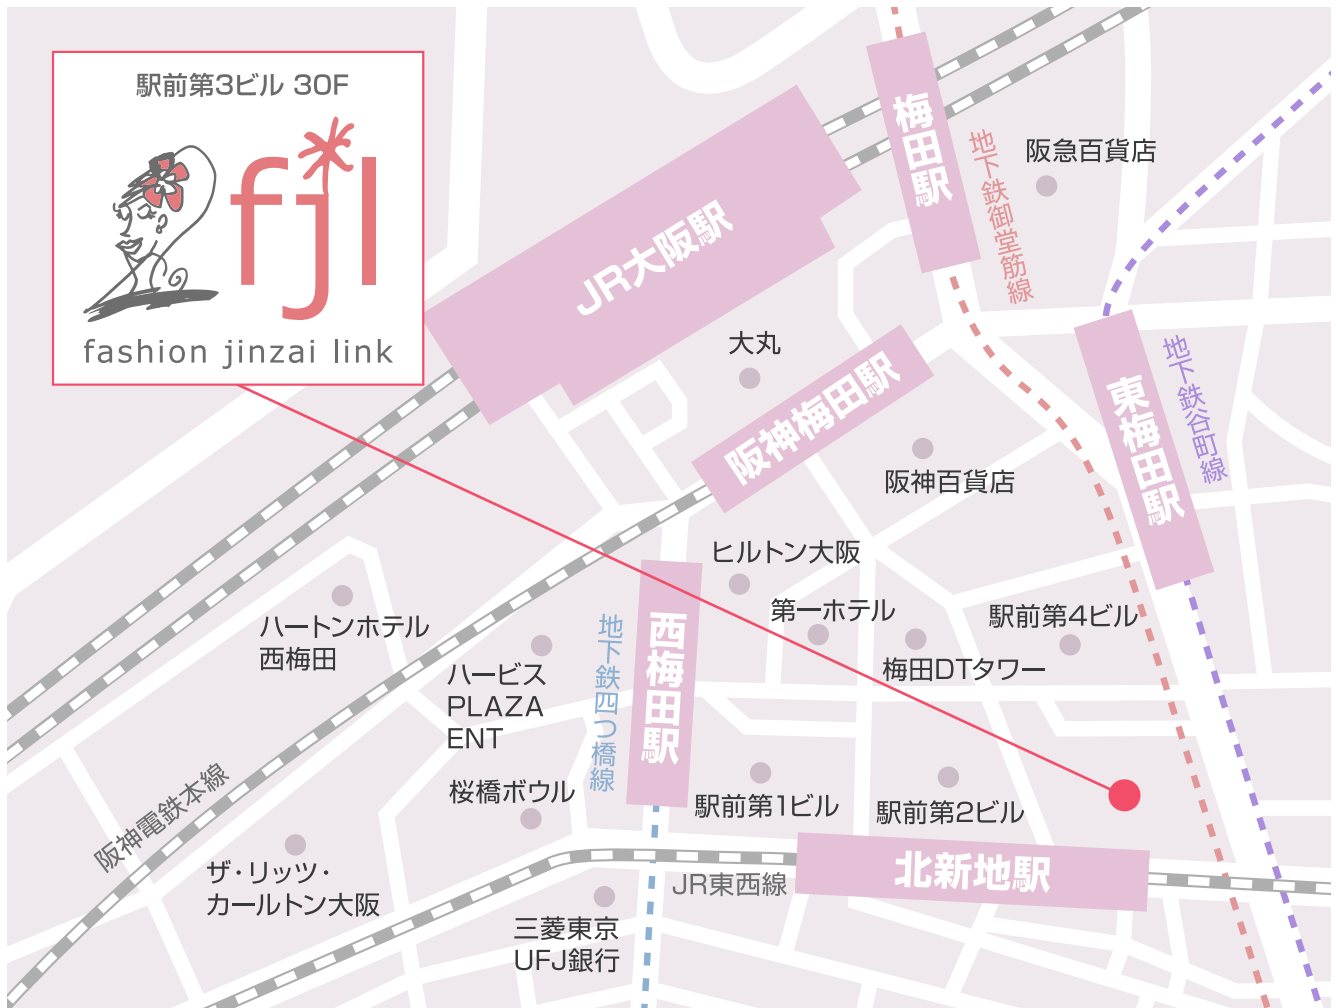 駅前第3ビル 30F
fjl
fashion jinzai link
梅田駅
地下鉄御堂筋線
阪急百貨店
JR大阪駅
大丸
阪神梅田駅
阪神百貨店
東梅田駅
地下鉄谷町線
ヒルトン大阪
第一ホテル
駅前第4ビル
梅田DTタワー
ハートンホテル
西梅田
ハービス
PLAZA
ENT
地下鉄四つ橋線
西梅田駅
桜橋ボウル
駅前第1ビル
駅前第2ビル
阪神電鉄本線
ザ・リッツ・
カールトン大阪
JR東西線
北新地駅
三菱東京
UFJ銀行